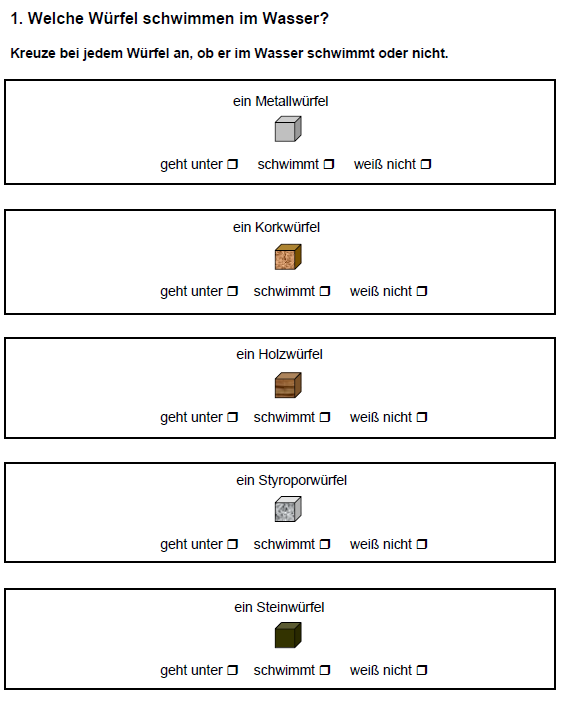 1. Welche Würfel schwimmen im Wasser?
Kreuze bei jedem Würfel an, ob er im Wasser schwimmt oder nicht.
ein Metallwürfel
geht unter ❒ schwimmt ❒ weiß nicht ❒
ein Korkwürfel
geht unter ❒ schwimmt ❒ weiß nicht ❒
ein Holzwürfel
geht unter ❒ schwimmt ❒ weiß nicht ❒
ein Styroporwürfel
geht unter ❒ schwimmt ❒ weiß nicht ❒
ein Steinwürfel
geht unter ❒ schwimmt ❒ weiß nicht ❒